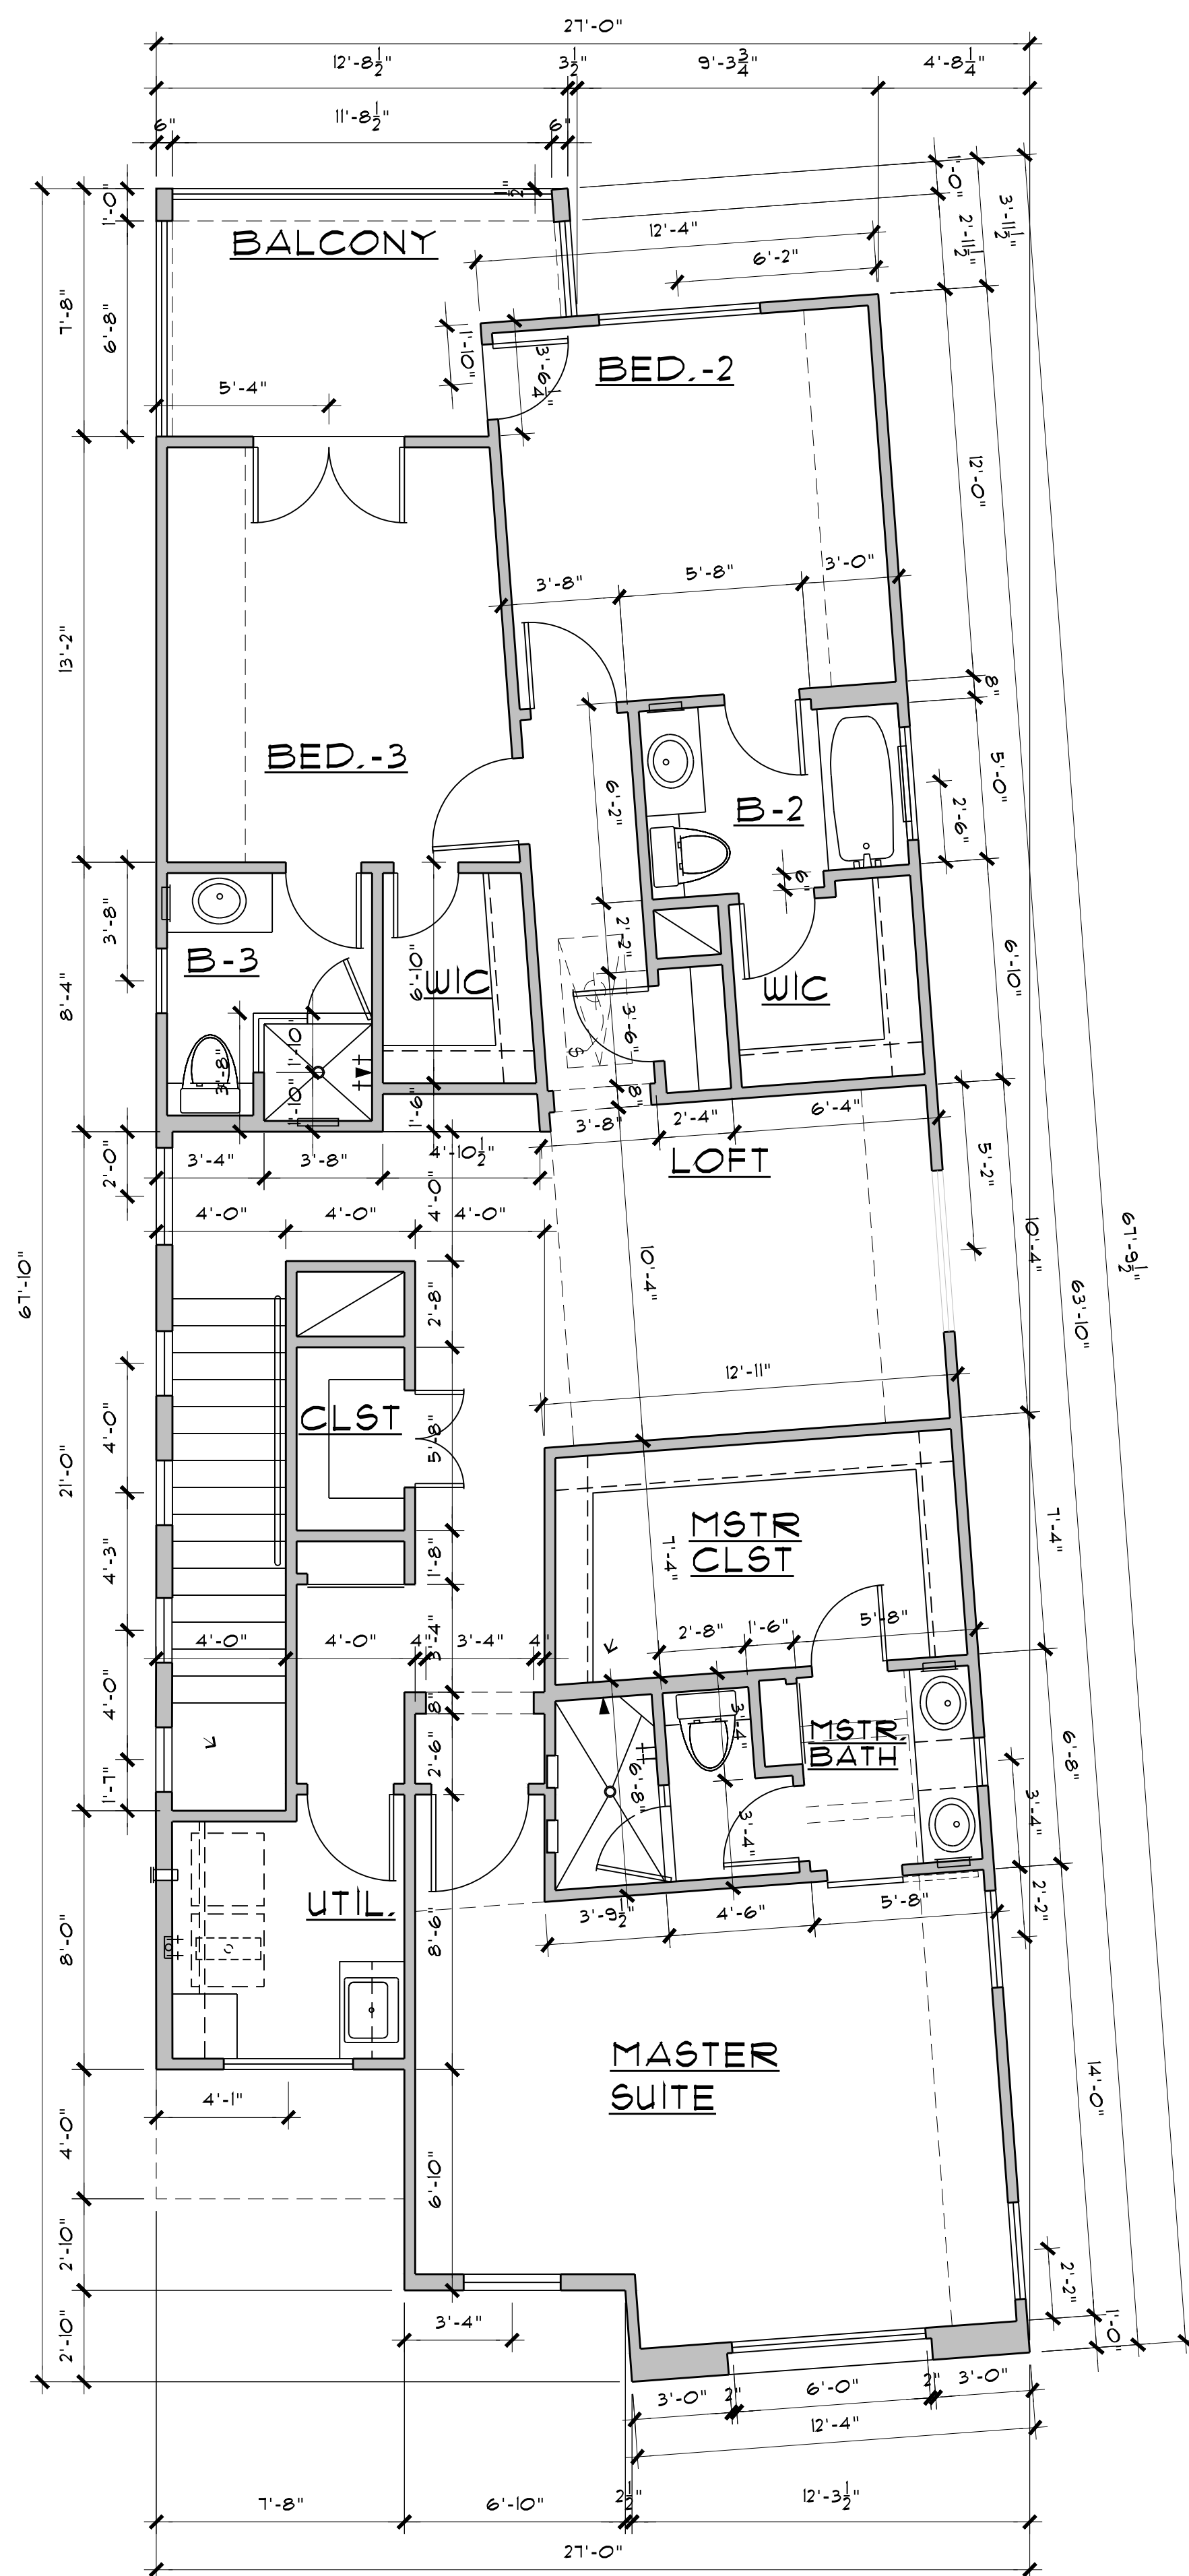 27'-0"
12'-8½" 3½" 9'-3¾" 4'-8¼"
6" 11'-8½" 6"
1'-0" ½" 1'-0"
2'-11½" 3'-11½"
12'-4"
BALCONY
6'-2"
7'-8" 6'-8"
1'-10" 3'-6¼"
BED.-2
5'-4"
12'-0"
3'-8" 5'-8" 3'-0"
13'-2"
8"
BED.-3
6'-2" 5'-0"
B-2
2'-6"
6"
3'-8"
2'-2"
B-3
6'-10" WIC
WIC
6'-10"
8'-4"
3'-6"
S
3'-8" 1'-10"
1'-10" 1'-6"
8"
3'-8" 2'-4" 6'-4"
2'-0" 3'-4" 3'-8" 4'-10½"
LOFT
5'-2"
4'-0" 4'-0" 4'-0" 4'-0"
10'-4" 10'-4" 67'-9½"
67'-10"
2'-8"
63'-10"
12'-11"
4'-0"
CLST
5'-8"
21'-0"
MSTR
CLST
7'-4" 7'-4"
4'-3"
1'-8"
2'-8" 1'-6" 5'-8"
4'-0" 4'-0" 4" 3'-4" 4"
3'-4"
4'-0"
8"
3'-4"
MSTR.
BATH
6'-8"
2'-6" 6'-8"
1'-7"
3'-4" 3'-4"
UTIL.
3'-9½" 4'-6" 5'-8"
2'-2"
8'-0" 8'-6"
MASTER
SUITE
14'-0"
4'-1"
4'-0"
6'-10"
2'-10"
2'-2"
3'-4"
1'-0"
2'-10"
3'-0" 2" 6'-0" 2" 3'-0"
12'-4"
7'-8" 6'-10" 2½" 12'-3½"
27'-0"